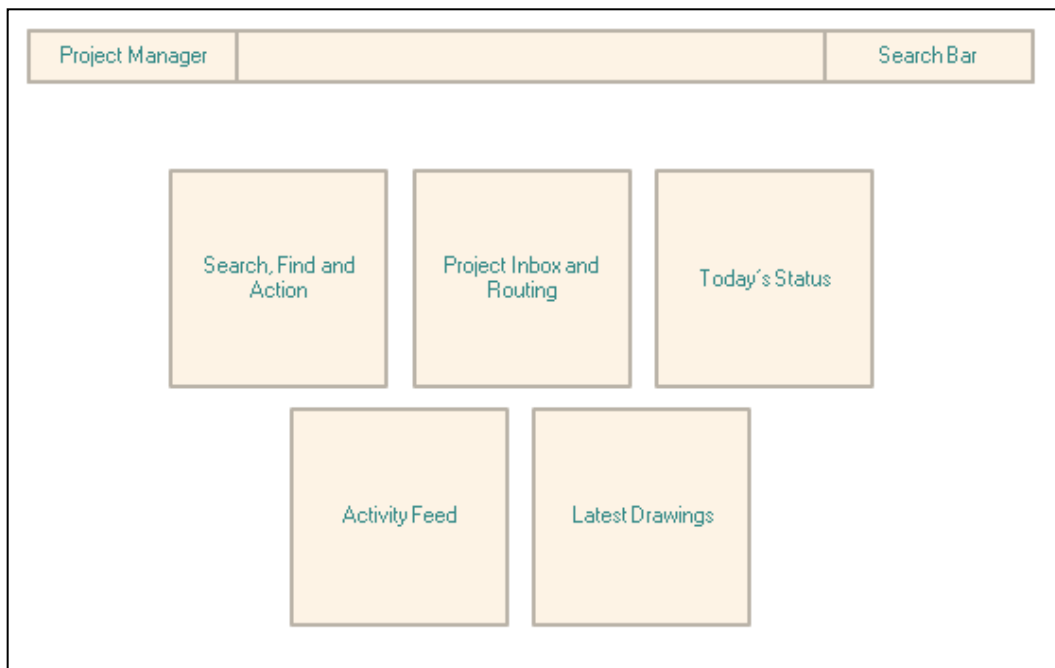 Project Manager
Search Bar
Search, Find and
Action
Project Inbox and
Routing
Today's Status
Activity Feed
Latest Drawings